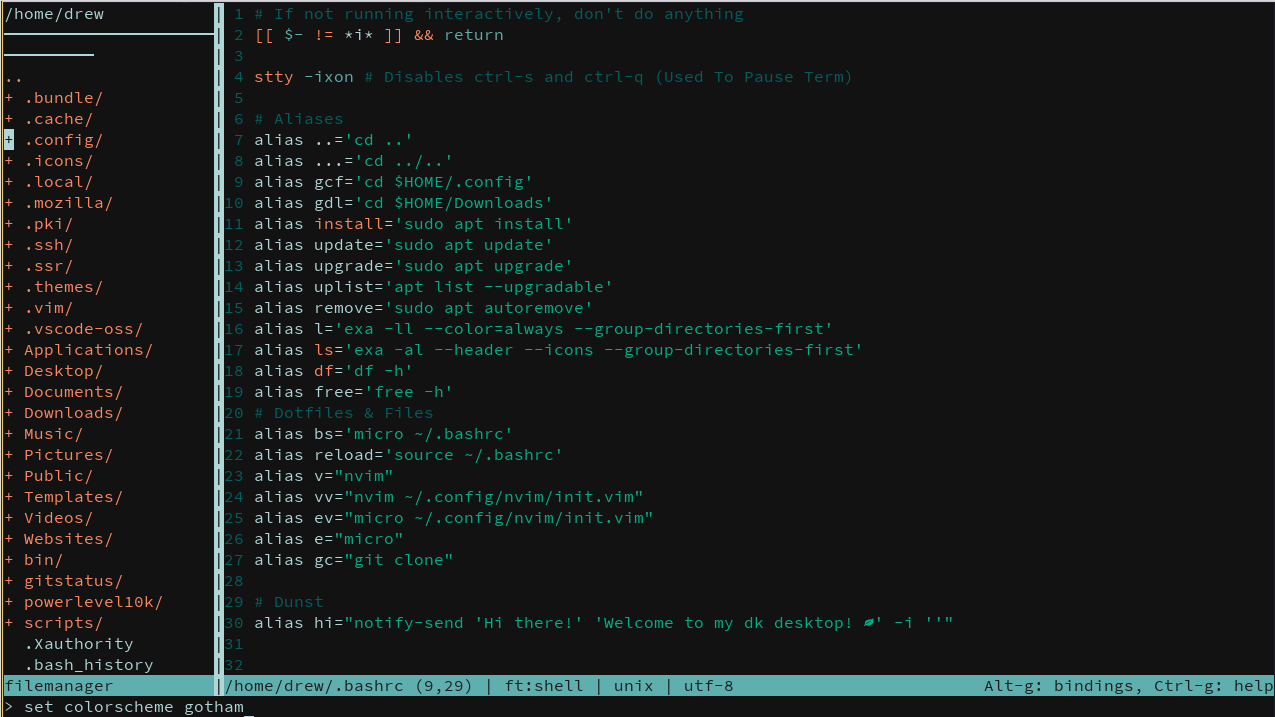 /home/drew
..
+ .bundle/
+ .cache/
+ .config/
+ .icons/
+ .local/
+ .mozilla/
+ .pki/
+ .ssh/
+ .ssr/
+ .themes/
+ .vim/
+ .vscode-oss/
+ Applications/
+ Desktop/
+ Documents/
+ Downloads/
+ Music/
+ Pictures/
+ Public/
+ Templates/
+ Videos/
+ Websites/
+ bin/
+ gitstatus/
+ powerlevel10k/
+ scripts/
.Xauthority
.bash_history
1 # If not running interactively, don't do anything
2 [[ $- != *i* ]] && return
3
4 stty -ixon # Disables ctrl-s and ctrl-q (Used To Pause Term)
5
6 # Aliases
7 alias ..='cd ..'
8 alias ...='cd ../..'
9 alias gcf='cd $HOME/.config'
10 alias gdl='cd $HOME/Downloads'
11 alias install='sudo apt install'
12 alias update='sudo apt update'
13 alias upgrade='sudo apt upgrade'
14 alias uplist='apt list --upgradable'
15 alias remove='sudo apt autoremove'
16 alias l='exa -ll --color=always --group-directories-first'
17 alias ls='exa -al --header --icons --group-directories-first'
18 alias df='df -h'
19 alias free='free -h'
20 # Dotfiles & Files
21 alias bs='micro ~/.bashrc'
22 alias reload='source ~/.bashrc'
23 alias v="nvim"
24 alias vv="nvim ~/.config/nvim/init.vim"
25 alias ev="micro ~/.config/nvim/init.vim"
26 alias e="micro"
27 alias gc="git clone"
28
29 # Dunst
30 alias hi="notify-send 'Hi there!' 'Welcome to my dk desktop! ' -i ''"
31
32
filemanager
/home/drew/.bashrc (9,29) | ft:shell | unix | utf-8
Alt-g: bindings, Ctrl-g: help
> set colorscheme gotham_